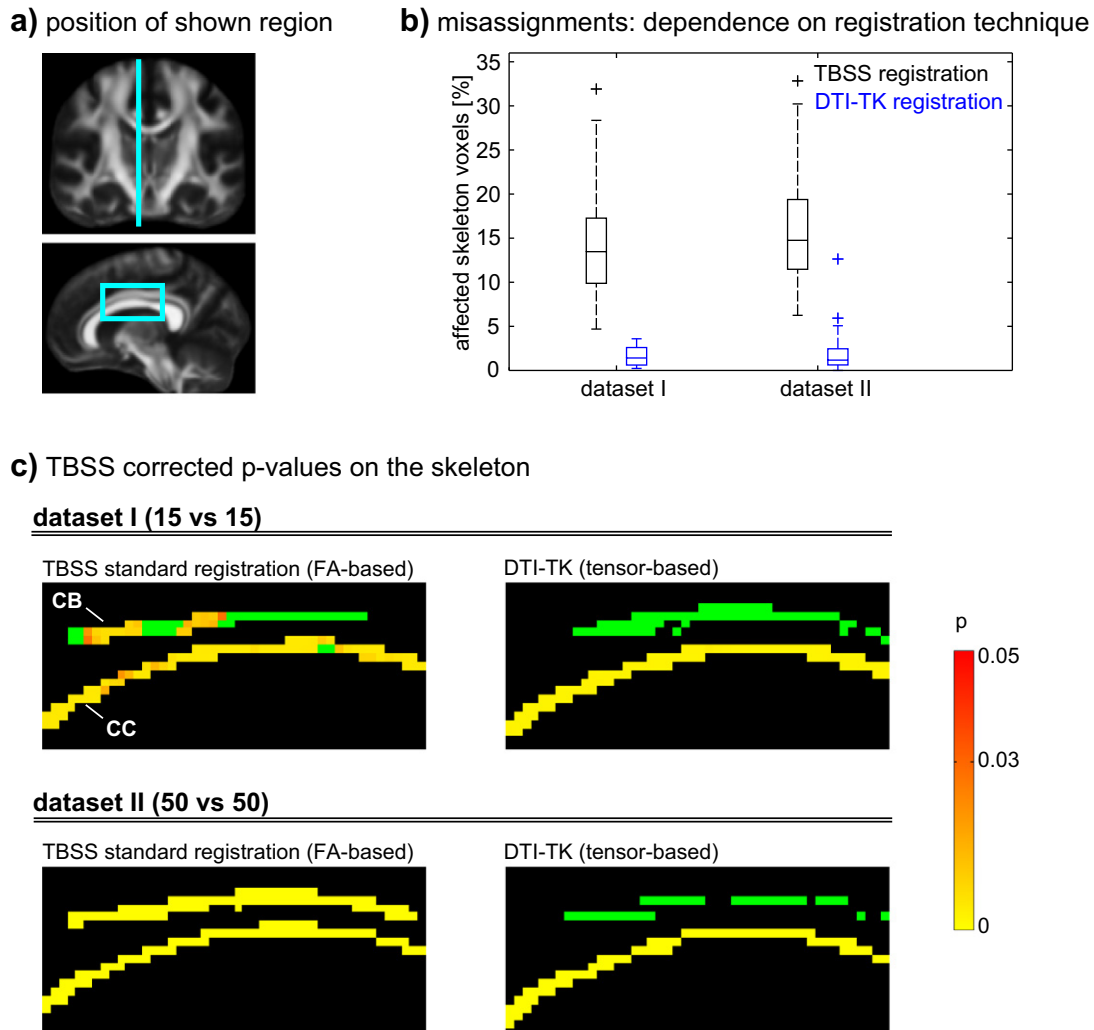 a) position of shown region
b) misassignments: dependence on registration technique
affected skeleton voxels [%]
35
30
25
20
15
10
5
0
TBSS registration
DTI-TK registration
dataset I
dataset II
c) TBSS corrected p-values on the skeleton
dataset I (15 vs 15)
TBSS standard registration (FA-based)
DTI-TK (tensor-based)
CB
CC
p
0.05
0.03
0
dataset II (50 vs 50)
TBSS standard registration (FA-based)
DTI-TK (tensor-based)